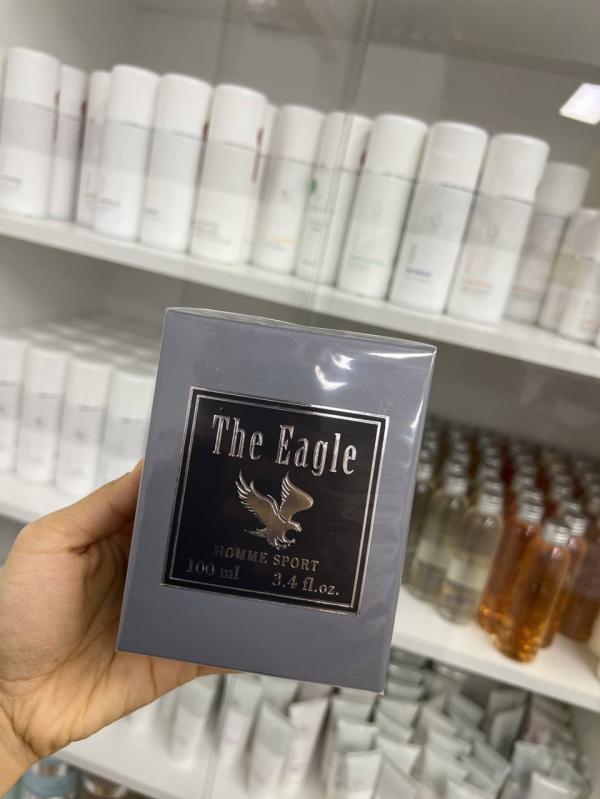 The Eagle
HOMME SPORT
100 ml 3.4 fl.oz.